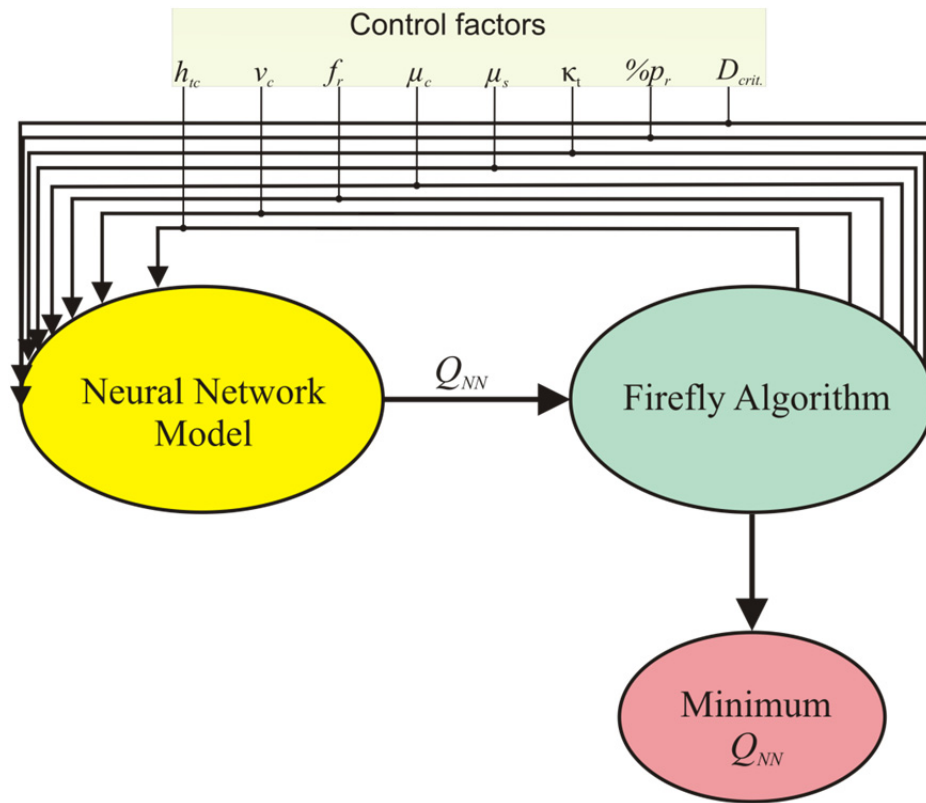 Control factors
h_tc v_c f_r μ_c μ_s κ_t %p_r D_crit.
Q_NN
Neural Network
Model
Firefly Algorithm
Minimum
Q_NN